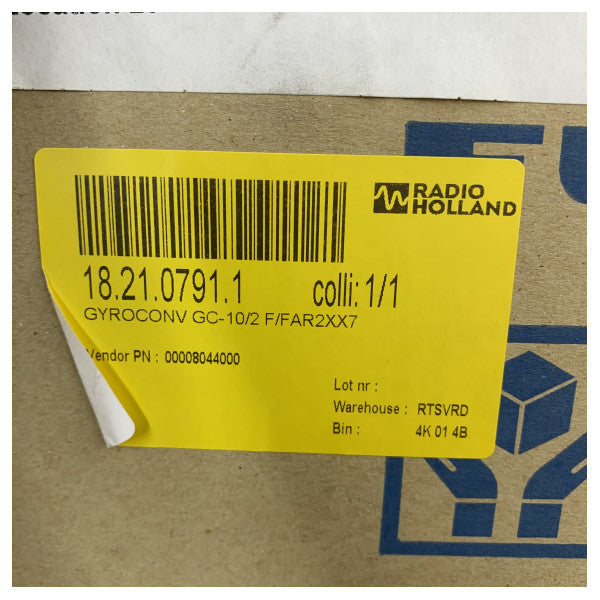 RADIO
HOLLAND
18.21.0791.1 colli: 1/1
GYROCONV GC-10/2 F/FAR2XX7
Vendor PN : 00008044000
Lot nr :
Warehouse : RTSVRD
Bin : 4K 01 4B